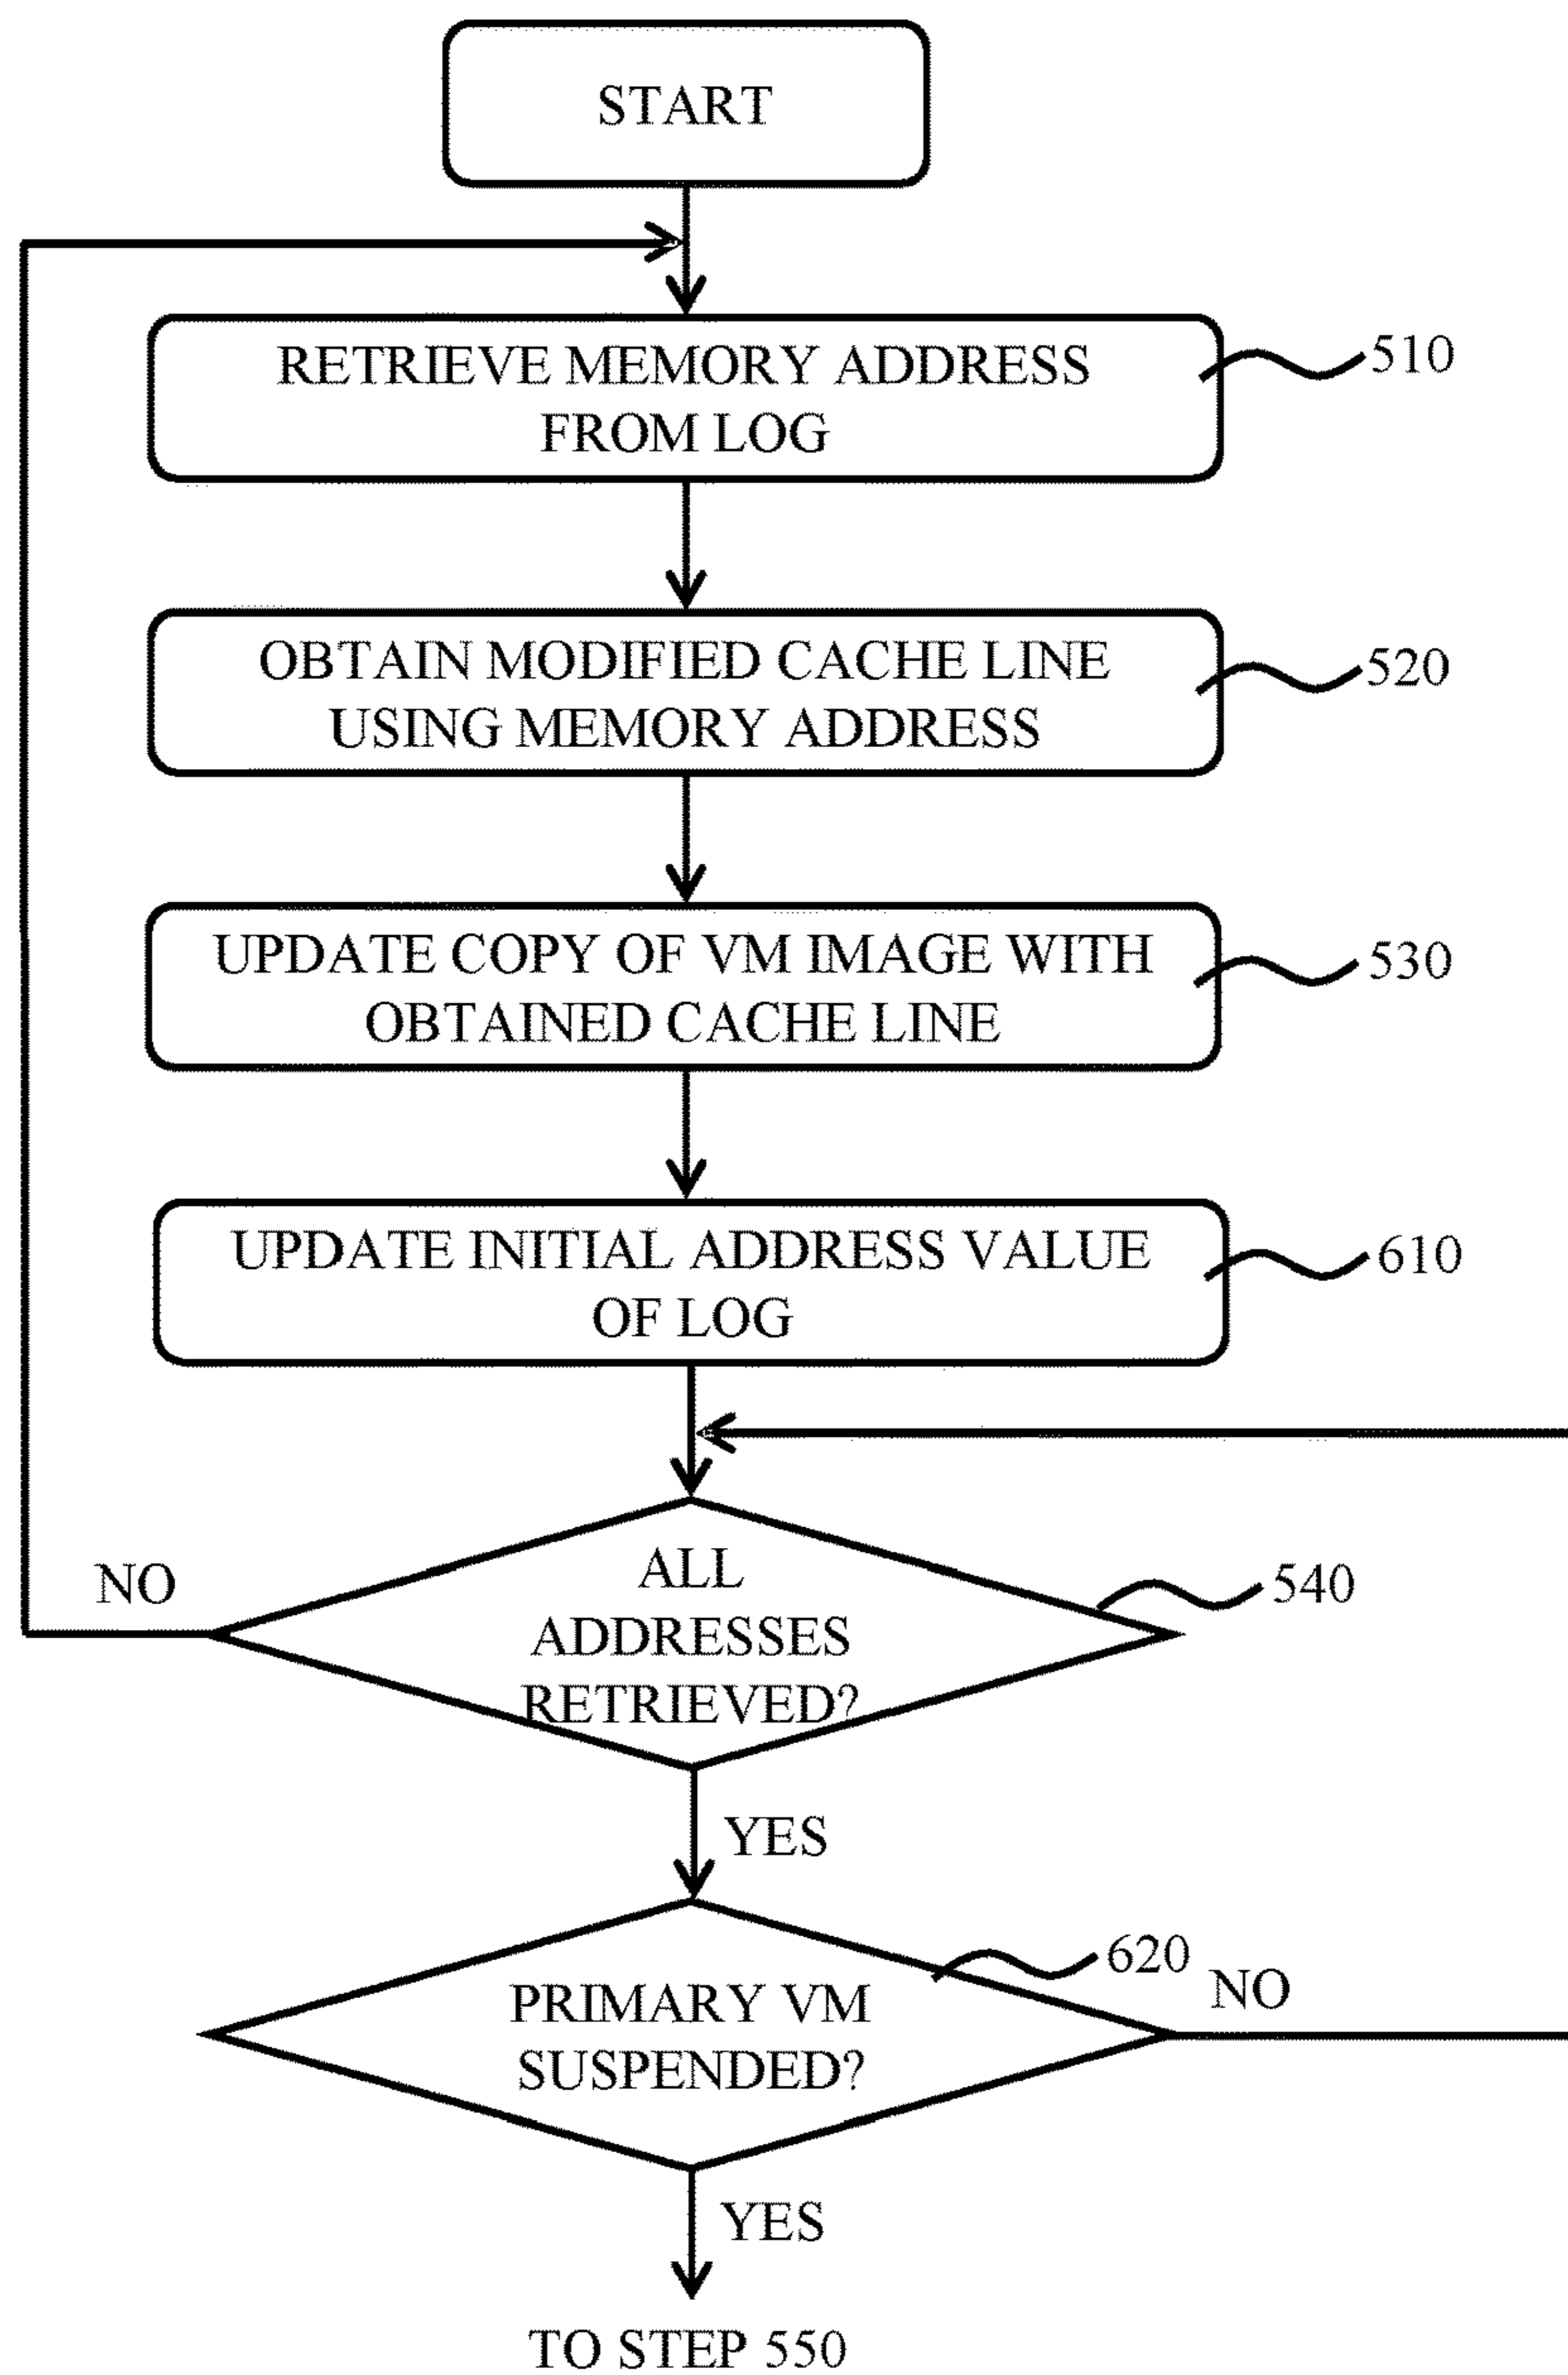 START
RETRIEVE MEMORY ADDRESS
FROM LOG
510
OBTAIN MODIFIED CACHE LINE
USING MEMORY ADDRESS
520
UPDATE COPY OF VM IMAGE WITH
OBTAINED CACHE LINE
530
UPDATE INITIAL ADDRESS VALUE
OF LOG
610
NO
ALL
ADDRESSES
RETRIEVED?
540
YES
620
NO
PRIMARY VM
SUSPENDED?
YES
TO STEP 550